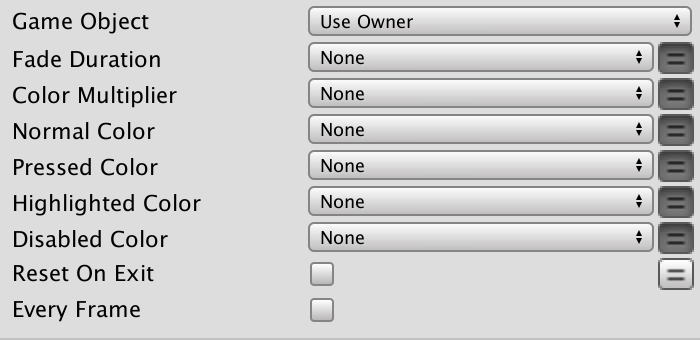 Game Object Use Owner
Fade Duration None
Color Multiplier None
Normal Color None
Pressed Color None
Highlighted Color None
Disabled Color None
Reset On Exit
Every Frame